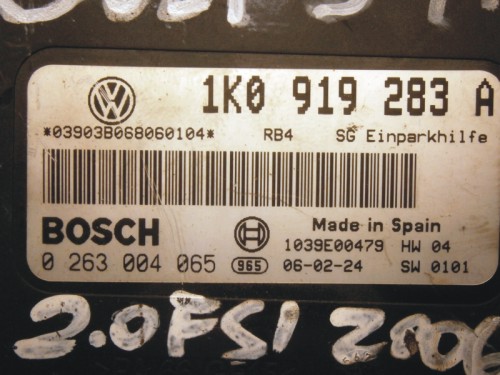 1K0 919 283 A
*03903B068060104* RB4 SG Einparkhilfe
BOSCH Made in Spain
1039E00479 HW 04
0 263 004 065 965 06-02-24 SW 0101
2.0FSI 2006